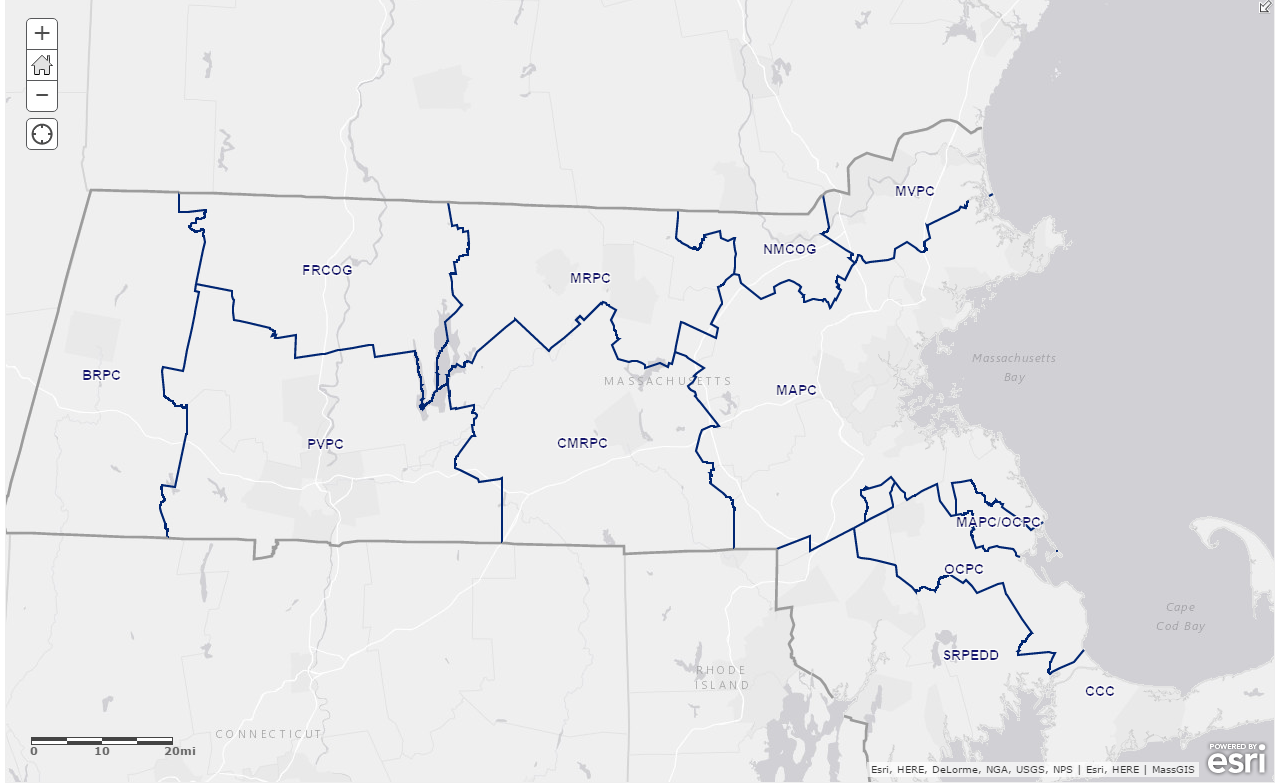 +
−
MVPC
NMCOG
FRCOG
MRPC
BRPC
MASSACHUSETTS
MAPC
Massachusetts
Bay
PVPC
CMRPC
MAPC/OCPC
OCPC
Cape
Cod Bay
SRPEDD
RHODE
ISLAND
CCC
CONNECTICUT
0 10 20mi
Esri, HERE, DeLorme, NGA, USGS, NPS | Esri, HERE | MassGIS
POWERED BY
esri